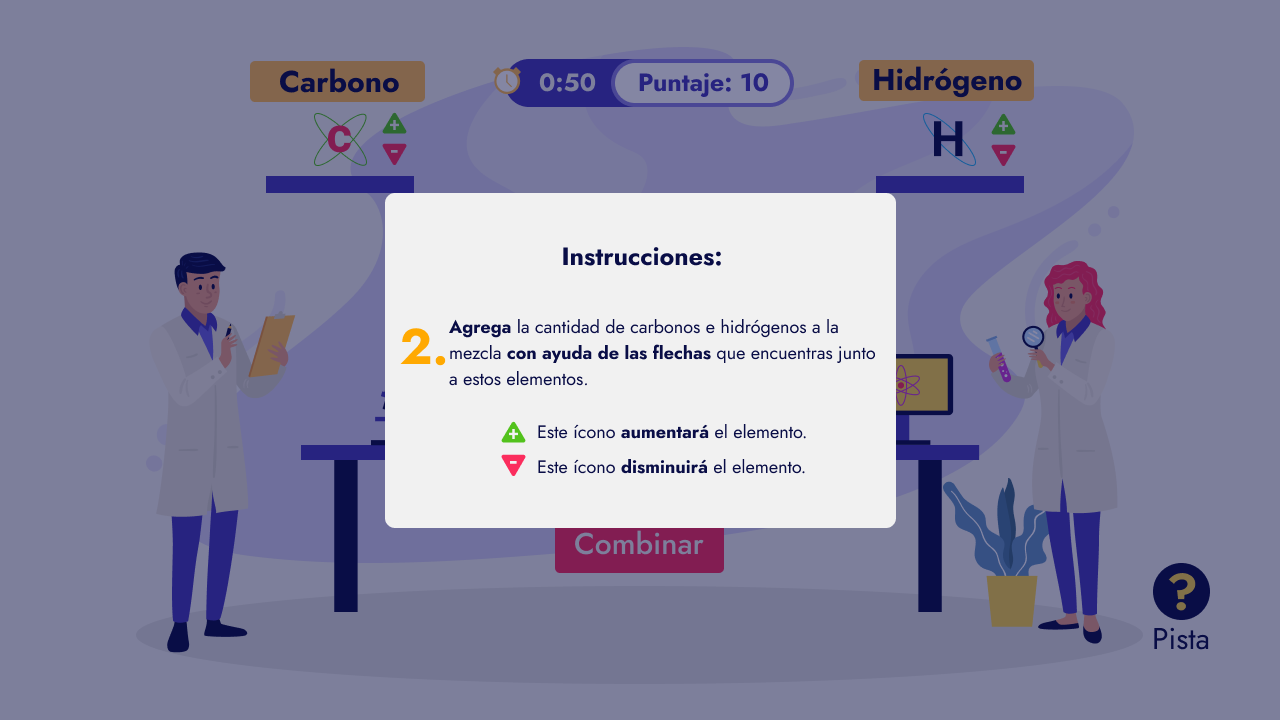 Carbono
0:50
Puntaje: 10
Hidrógeno
C
H
Instrucciones:
2.
Agrega la cantidad de carbonos e hidrógenos a la
mezcla con ayuda de las flechas que encuentras junto
a estos elementos.
Este ícono aumentará el elemento.
Este ícono disminuirá el elemento.
Combinar
?
Pista